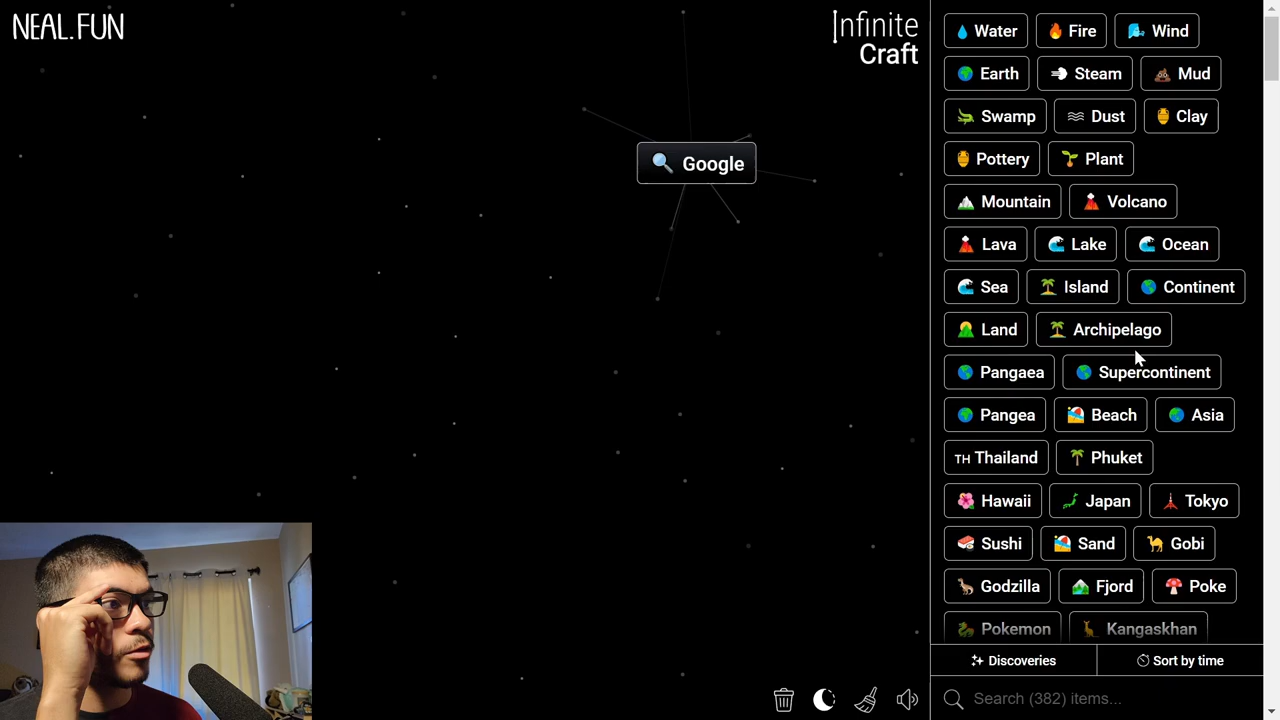 NEAL.FUN
Infinite
Craft
Google
Water Fire Wind
Earth Steam Mud
Swamp Dust Clay
Pottery Plant
Mountain Volcano
Lava Lake Ocean
Sea Island Continent
Land Archipelago
Pangaea Supercontinent
Pangea Beach Asia
TH Thailand Phuket
Hawaii Japan Tokyo
Sushi Sand Gobi
Godzilla Fjord Poke
Pokemon Kangaskhan
Discoveries Sort by time
Search (382) items...